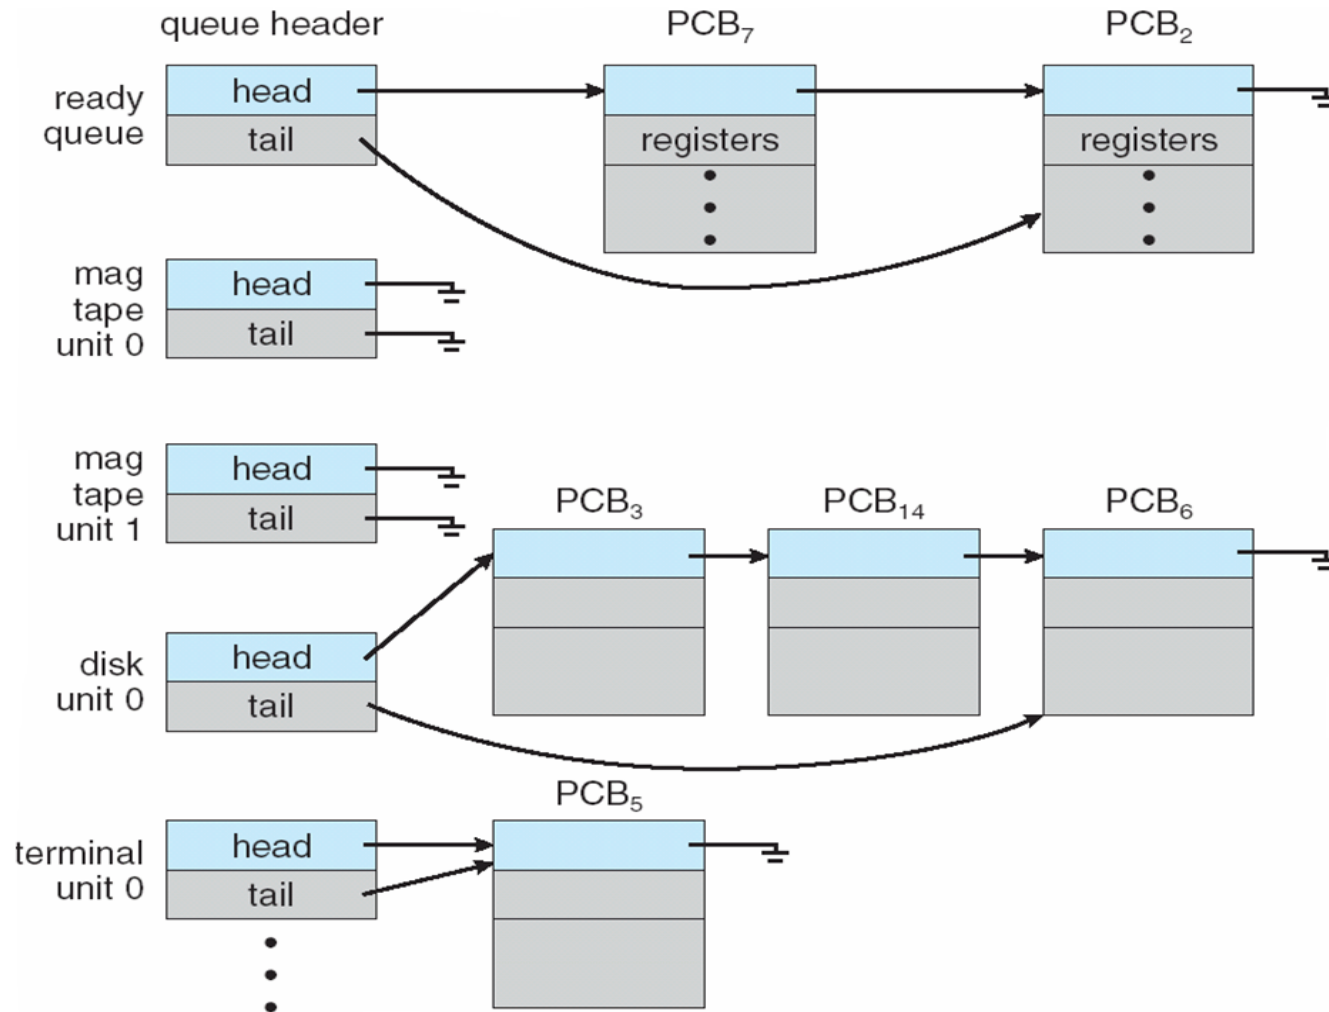 queue header
PCB₇
PCB₂
ready
queue
head
tail
registers
registers
mag
tape
unit 0
head
tail
mag
tape
unit 1
head
tail
PCB₃
PCB₁₄
PCB₆
disk
unit 0
head
tail
PCB₅
terminal
unit 0
head
tail